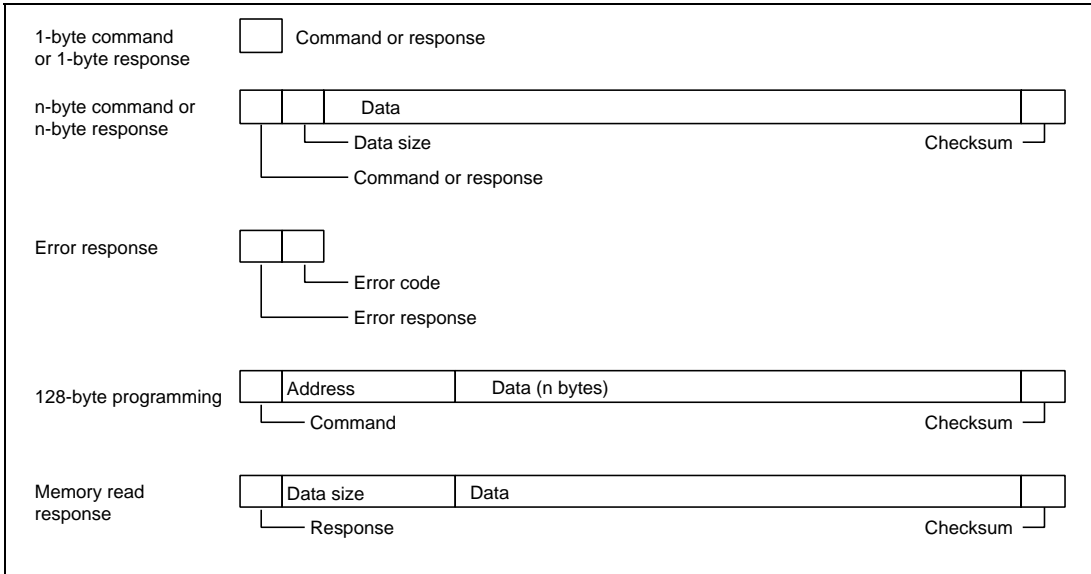 1-byte command
or 1-byte response
Command or response
n-byte command or
n-byte response
Data
Data size
Checksum
Command or response
Error response
Error code
Error response
128-byte programming
Address
Data (n bytes)
Command
Checksum
Memory read
response
Data size
Data
Response
Checksum